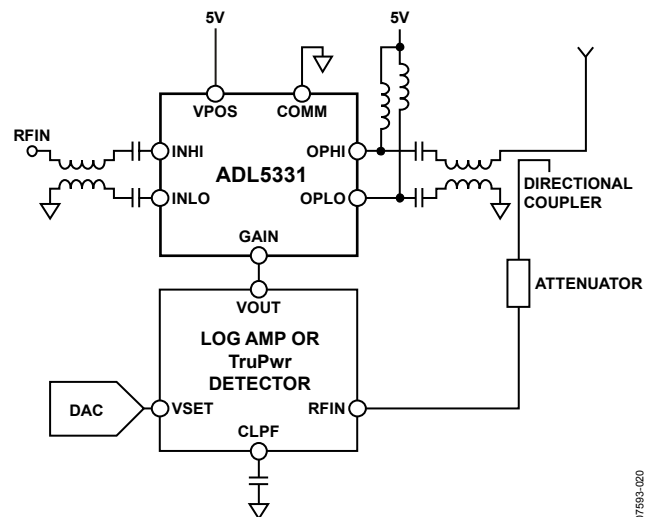 5V
5V
VPOS
COMM
RFIN
INHI
OPHI
ADL5331
INLO
OPLO
DIRECTIONAL
COUPLER
GAIN
ATTENUATOR
VOUT
LOG AMP OR
TruPwr
DETECTOR
DAC
VSET
RFIN
CLPF
07593-020